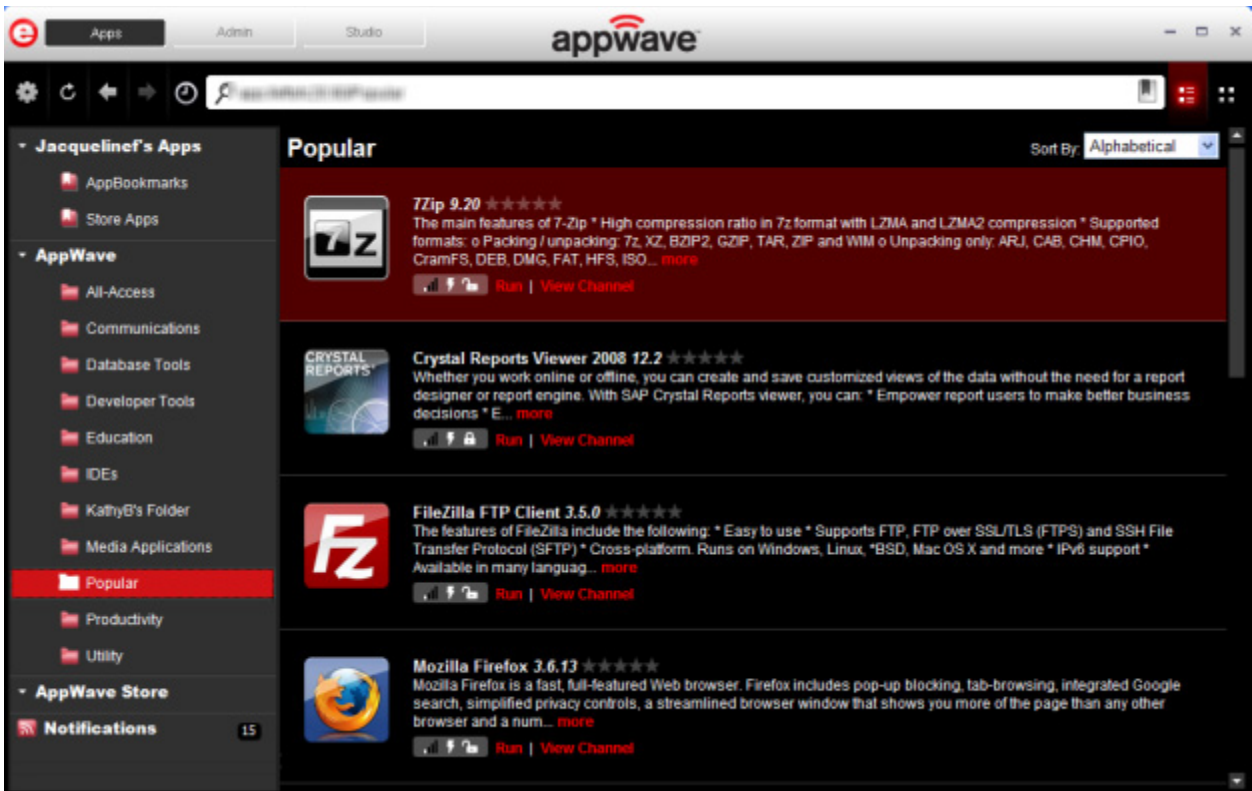 Apps
Admin
Studio
appwave
Jacquelinef's Apps
AppBookmarks
Store Apps
AppWave
All-Access
Communications
Database Tools
Developer Tools
Education
IDEs
KathyB's Folder
Media Applications
Popular
Productivity
Utility
AppWave Store
Notifications
15
Popular
Sort By: Alphabetical
7z
7Zip 9.20
The main features of 7-Zip * High compression ratio in 7z format with LZMA and LZMA2 compression * Supported
formats: o Packing / unpacking: 7z, XZ, BZIP2, GZIP, TAR, ZIP and WIM o Unpacking only: ARJ, CAB, CHM, CPIO,
CramFS, DEB, DMG, FAT, HFS, ISO... more
Run | View Channel
CRYSTAL
REPORTS
Crystal Reports Viewer 2008 12.2
Whether you work online or offline, you can create and save customized views of the data without the need for a report
designer or report engine. With SAP Crystal Reports viewer, you can: * Empower report users to make better business
decisions * E... more
Run | View Channel
Fz
FileZilla FTP Client 3.5.0
The features of FileZilla include the following: * Easy to use * Supports FTP, FTP over SSL/TLS (FTPS) and SSH File
Transfer Protocol (SFTP) * Cross-platform. Runs on Windows, Linux, *BSD, Mac OS X and more * IPv6 support *
Available in many languag... more
Run | View Channel
Mozilla Firefox 3.6.13
Mozilla Firefox is a fast, full-featured Web browser. Firefox includes pop-up blocking, tab-browsing, integrated Google
search, simplified privacy controls, a streamlined browser window that shows you more of the page than any other
browser and a num... more
Run | View Channel